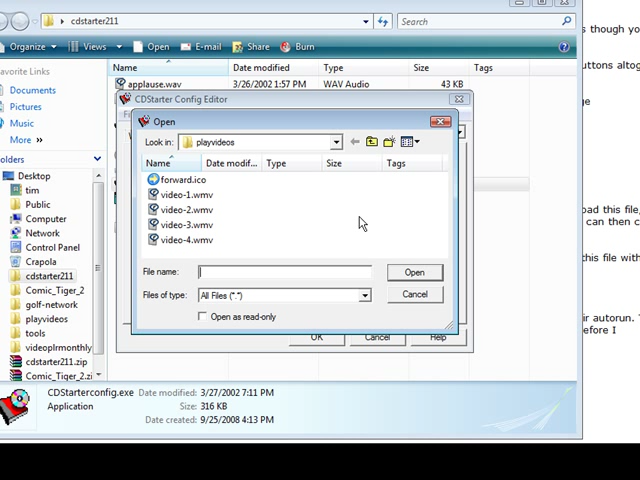 cdstarter211
Search
Organize Views Open E-mail Share Burn
avorite Links
Documents
Pictures
Music
More »
olders
Desktop
tim
Public
Computer
Network
Control Panel
Crapola
cdstarter211
Comic_Tiger_2
golf-network
playvideos
tools
videoplrmonthly
cdstarter211.zip
Comic_Tiger_2.zi
Name Date modified Type Size Tags
applause.wav 3/26/2002 1:57 PM WAV Audio 43 KB
CDStarter Config Editor
Open
Look in: playvideos
Name Date modif... Type Size Tags
forward.ico
video-1.wmv
video-2.wmv
video-3.wmv
video-4.wmv
File name:
Open
Files of type: All Files (*.*)
Cancel
Open as read-only
OK Cancel Help
CDStarterconfig.exe Date modified: 3/27/2002 7:11 PM
Application Size: 316 KB
Date created: 9/25/2008 4:13 PM
s though yo
uttons altog
ge
oad this file,
can then c
this file with
ir autorun. T
efore I